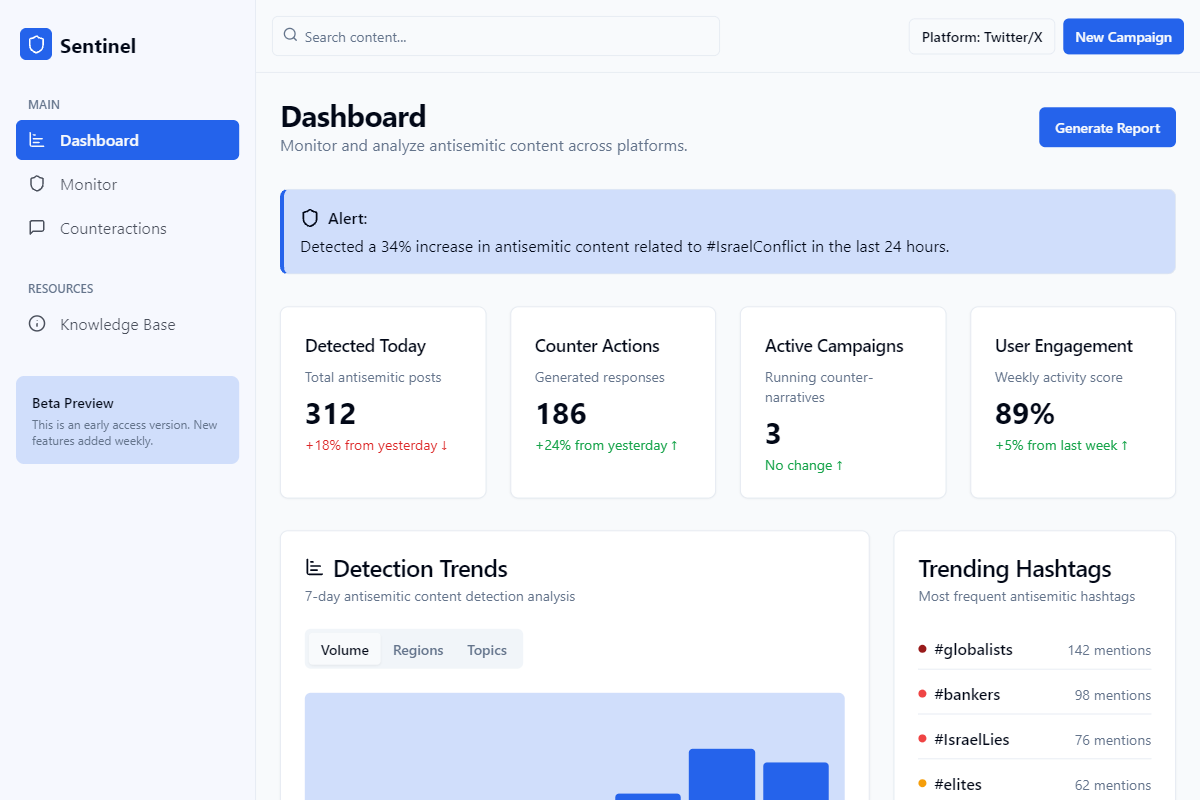 Sentinel
Search content...
Platform: Twitter/X
New Campaign
MAIN
Dashboard
Monitor
Counteractions
RESOURCES
Knowledge Base
Beta Preview
This is an early access version. New
features added weekly.
Dashboard
Monitor and analyze antisemitic content across platforms.
Generate Report
Alert:
Detected a 34% increase in antisemitic content related to #IsraelConflict in the last 24 hours.
Detected Today
Total antisemitic posts
312
+18% from yesterday ↓
Counter Actions
Generated responses
186
+24% from yesterday ↑
Active Campaigns
Running counter-
narratives
3
No change ↑
User Engagement
Weekly activity score
89%
+5% from last week ↑
Detection Trends
7-day antisemitic content detection analysis
Volume
Regions
Topics
Trending Hashtags
Most frequent antisemitic hashtags
#globalists 142 mentions
#bankers 98 mentions
#IsraelLies 76 mentions
#elites 62 mentions